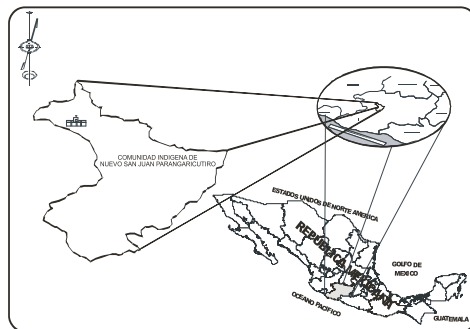 COMUNIDAD INDIGENA DE
NUEVO SAN JUAN PARANGARICUTIRO
ESTADOS UNIDOS DE NORTE AMERICA
REPUBLICA MEXICANA
GOLFO DE
MEXICO
OCEANO PACIFICO
GUATEMALA